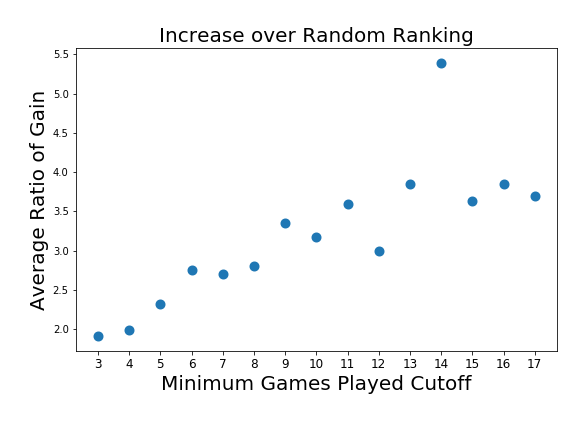 Increase over Random Ranking
Average Ratio of Gain
5.5
5.0
4.5
4.0
3.5
3.0
2.5
2.0
3 4 5 6 7 8 9 10 11 12 13 14 15 16 17
Minimum Games Played Cutoff